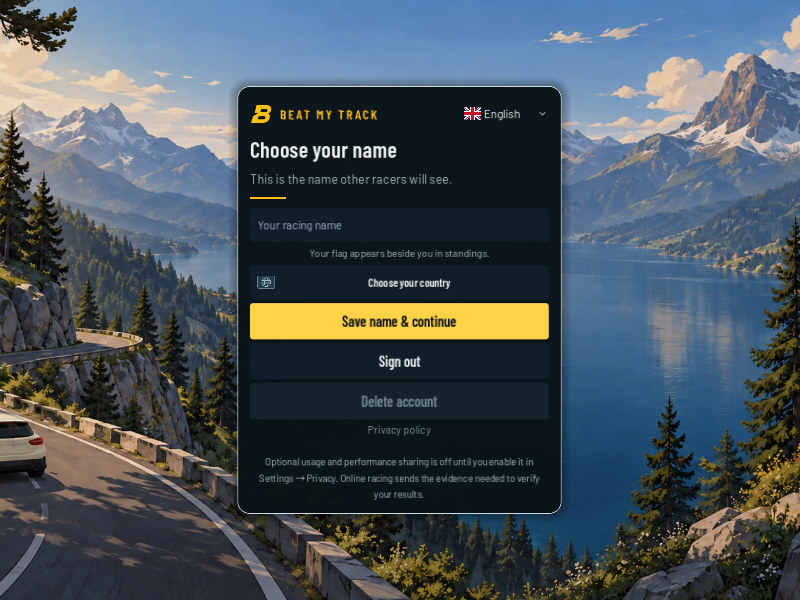 BEAT MY TRACK
English
Choose your name
This is the name other racers will see.
Your racing name
Your flag appears beside you in standings.
Choose your country
Save name & continue
Sign out
Delete account
Privacy policy
Optional usage and performance sharing is off until you enable it in
Settings → Privacy. Online racing sends the evidence needed to verify
your results.